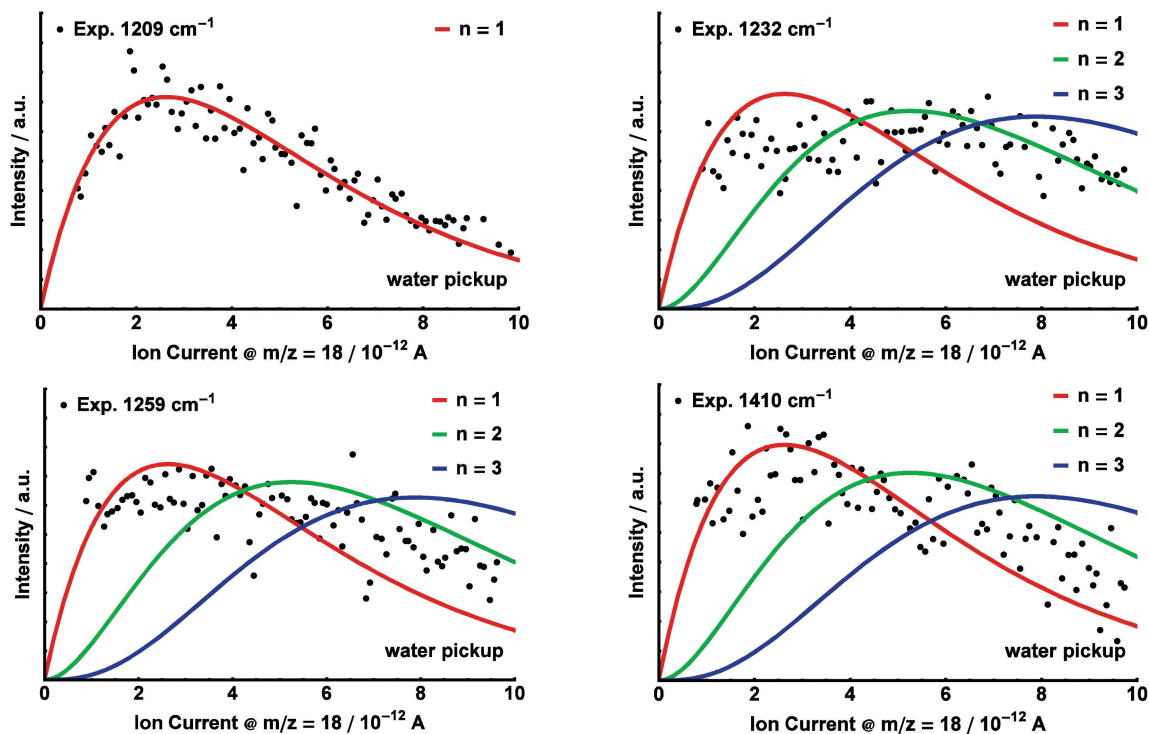 Exp. 1209 cm⁻¹
n = 1
Intensity / a.u.
water pickup
0 2 4 6 8 10
Ion Current @ m/z = 18 / 10⁻¹² A
Exp. 1232 cm⁻¹
n = 1
n = 2
n = 3
Intensity / a.u.
water pickup
0 2 4 6 8 10
Ion Current @ m/z = 18 / 10⁻¹² A
Exp. 1259 cm⁻¹
n = 1
n = 2
n = 3
Intensity / a.u.
water pickup
0 2 4 6 8 10
Ion Current @ m/z = 18 / 10⁻¹² A
Exp. 1410 cm⁻¹
n = 1
n = 2
n = 3
Intensity / a.u.
water pickup
0 2 4 6 8 10
Ion Current @ m/z = 18 / 10⁻¹² A